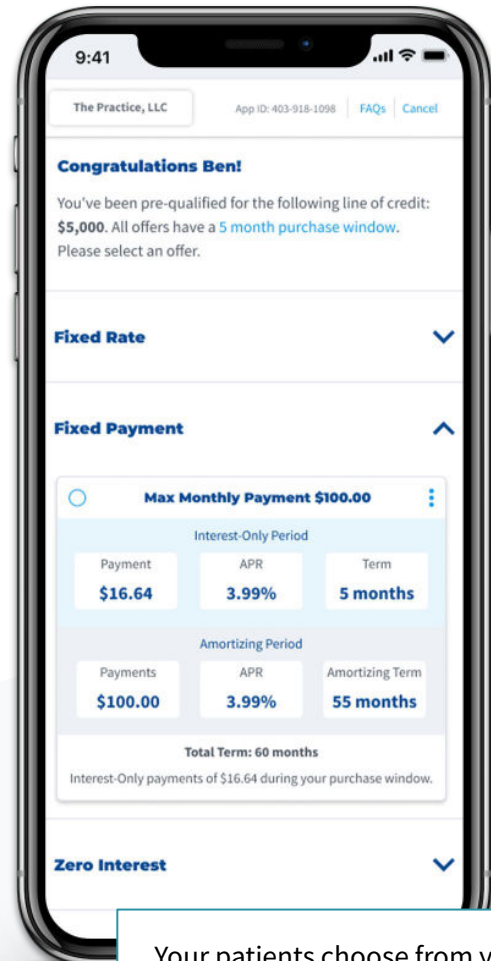 9:41
The Practice, LLC
App ID: 403-918-1098
FAQs
Cancel
Congratulations Ben!
You've been pre-qualified for the following line of credit:
$5,000. All offers have a 5 month purchase window.
Please select an offer.
Fixed Rate
Fixed Payment
Max Monthly Payment $100.00
Interest-Only Period
Payment APR Term
$16.64 3.99% 5 months
Amortizing Period
Payments APR Amortizing Term
$100.00 3.99% 55 months
Total Term: 60 months
Interest-Only payments of $16.64 during your purchase window.
Zero Interest
Your patients choose from